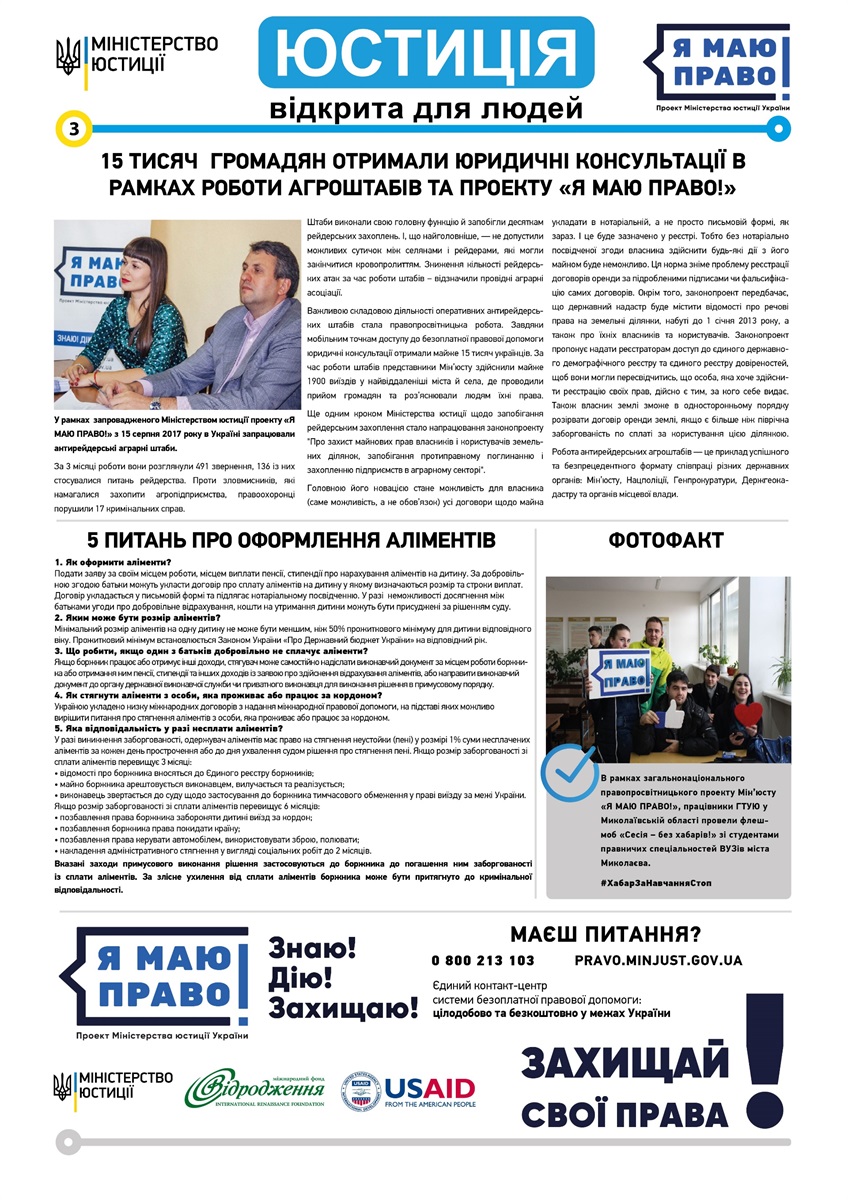 МІНІСТЕРСТВО
ЮСТИЦІЇ
ЮСТИЦІЯ
відкрита для людей
Я МАЮ
ПРАВО!
Проект Міністерства юстиції України
3
15 ТИСЯЧ ГРОМАДЯН ОТРИМАЛИ ЮРИДИЧНІ КОНСУЛЬТАЦІЇ В
РАМКАХ РОБОТИ АГРОШТАБІВ ТА ПРОЕКТУ «Я МАЮ ПРАВО!»
Я МАЮ
ПРАВО
Проект Міністерства юстиції
У рамках запровадженого Міністерством юстиції проекту «Я
МАЮ ПРАВО!» з 15 серпня 2017 року в Україні запрацювали
антирейдерські аграрні штаби.
За 3 місяці роботи вони розглянули 491 звернення, 136 із них
стосувалися питань рейдерства. Проти зловмисників, які
намагалися захопити агропідприємства, правоохоронці
порушили 17 кримінальних справ.
Штаби виконали свою головну функцію й запобігли десяткам
рейдерських захоплень. І, що найголовніше, — не допустили
можливих сутичок між селянами і рейдерами, які могли
закінчитися кровопролиттям. Зниження кількості рейдерсь-
ких атак за час роботи штабів – відзначили провідні аграрні
асоціації.
Важливою складовою діяльності оперативних антирейдерсь-
ких штабів стала правопросвітницька робота. Завдяки
мобільним точкам доступу до безоплатної правової допомоги
юридичні консультації отримали майже 15 тисяч українців. За
час роботи штабів представники Мін'юсту здійснили майже
1900 виїздів у найвіддаленіші міста й села, де проводили
прийом громадян та роз'яснювали людям їхні права.
Ще одним кроком Міністерства юстиції щодо запобігання
рейдерським захопленням стало напрацювання законопроекту
"Про захист майнових прав власників і користувачів земель-
них ділянок, запобігання протиправному поглинанню і
захопленню підприємств в аграрному секторі".
Головною його новацією стане можливість для власника
(саме можливість, а не обов'язок) усі договори щодо майна
укладати в нотаріальній, а не просто письмовій формі, як
зараз. І це буде зазначено у реєстрі. Тобто без нотаріально
посвідченої згоди власника здійснити будь-які дії з його
майном буде неможливо. Ця норма зніме проблему реєстрації
договорів оренди за підробленими підписами чи фальсифіка-
цію самих договорів. Окрім того, законопроект передбачає,
що державний кадастр буде містити відомості про речові
права на земельні ділянки, набуті до 1 січня 2013 року, а
також про їхніх власників та користувачів. Законопроект
пропонує надати реєстраторам доступ до єдиного державно-
го демографічного реєстру та єдиного реєстру довіреностей,
щоб вони могли пересвідчитись, що особа, яка хоче здійсни-
ти реєстрацію своїх прав, дійсно є тим, за кого себе видає.
Також власник землі зможе в односторонньому порядку
розірвати договір оренди землі, якщо є більше ніж піврічна
заборгованість по сплаті за користування цією ділянкою.
Робота антирейдерських агроштабів — це приклад успішного
та безпрецедентного формату співпраці різних державних
органів: Мін'юсту, Нацполіції, Генпрокуратури, Держгеока-
дастру та органів місцевої влади.
5 ПИТАНЬ ПРО ОФОРМЛЕННЯ АЛІМЕНТІВ
1. Як оформити аліменти?
Подати заяву за своїм місцем роботи, місцем виплати пенсії, стипендії про нарахування аліментів на дитину. За добровіль-
ною згодою батьки можуть укласти договір про сплату аліментів на дитину у якому визначаються розмір та строки виплат.
Договір укладається у письмовій формі та підлягає нотаріальному посвідченню. У разі неможливості досягнення між
батьками угоди про добровільне відрахування, кошти на утримання дитини можуть бути присуджені за рішенням суду.
2. Яким може бути розмір аліментів?
Мінімальний розмір аліментів на одну дитину не може бути меншим, ніж 50% прожиткового мінімуму для дитини відповідного
віку. Прожитковий мінімум встановлюється Законом України «Про Державний бюджет України» на відповідний рік.
3. Що робити, якщо один з батьків добровільно не сплачує аліменти?
Якщо боржник працює або отримує інші доходи, стягувач може самостійно надіслати виконавчий документ за місцем роботи боржни-
ка або отримання ним пенсії, стипендії та інших доходів із заявою про здійснення відрахування аліментів, або направити виконавчий
документ до органу державної виконавчої служби чи приватного виконавця для виконання рішення в примусовому порядку.
4. Як стягнути аліменти з особи, яка проживає або працює за кордоном?
Україною укладено низку міжнародних договорів з надання міжнародної правової допомоги, на підставі яких можливо
вирішити питання про стягнення аліментів з особи, яка проживає або працює за кордоном.
5. Яка відповідальність у разі несплати аліментів?
У разі виникнення заборгованості, одержувач аліментів має право на стягнення неустойки (пені) у розмірі 1% суми несплачених
аліментів за кожен день прострочення або до дня ухвалення судом рішення про стягнення пені. Якщо розмір заборгованості зі
сплати аліментів перевищує 3 місяці:
• відомості про боржника вносяться до Єдиного реєстру боржників;
• майно боржника арештовується виконавцем, вилучається та реалізується;
• виконавець звертається до суду щодо застосування до боржника тимчасового обмеження у праві виїзду за межі України.
Якщо розмір заборгованості зі сплати аліментів перевищує 6 місяців:
• позбавлення права боржника забороняти дитині виїзд за кордон;
• позбавлення боржника права покидати країну;
• позбавлення права керувати автомобілем, використовувати зброю, полювати;
• накладення адміністративного стягнення у вигляді соціальних робіт до 2 місяців.
Вказані заходи примусового виконання рішення застосовуються до боржника до погашення ним заборгованості
із сплати аліментів. За злісне ухилення від сплати аліментів боржника може бути притягнуто до кримінальної
відповідальності.
ФОТОФАКТ
Я МАЮ
ПРАВО!
В рамках загальнонаціонального
правопросвітницького проекту Мін'юсту
«Я МАЮ ПРАВО!», працівники ГТУЮ у
Миколаївській області провели флеш-
моб «Сесія – без хабарів!» зі студентами
правничих спеціальностей ВУЗів міста
Миколаєва.
#ХабарЗаНавчанняСтоп
Я МАЮ
ПРАВО!
Проект Міністерства юстиції України
Знаю!
Дію!
Захищаю!
МАЄШ ПИТАННЯ?
0 800 213 103 PRAVO.MINJUST.GOV.UA
Єдиний контакт-центр
системи безоплатної правової допомоги:
цілодобово та безкоштовно у межах України
ЗАХИЩАЙ
СВОЇ ПРАВА!
МІНІСТЕРСТВО
ЮСТИЦІЇ
міжнародний фонд
Відродження
INTERNATIONAL RENAISSANCE FOUNDATION
USAID
FROM THE AMERICAN PEOPLE